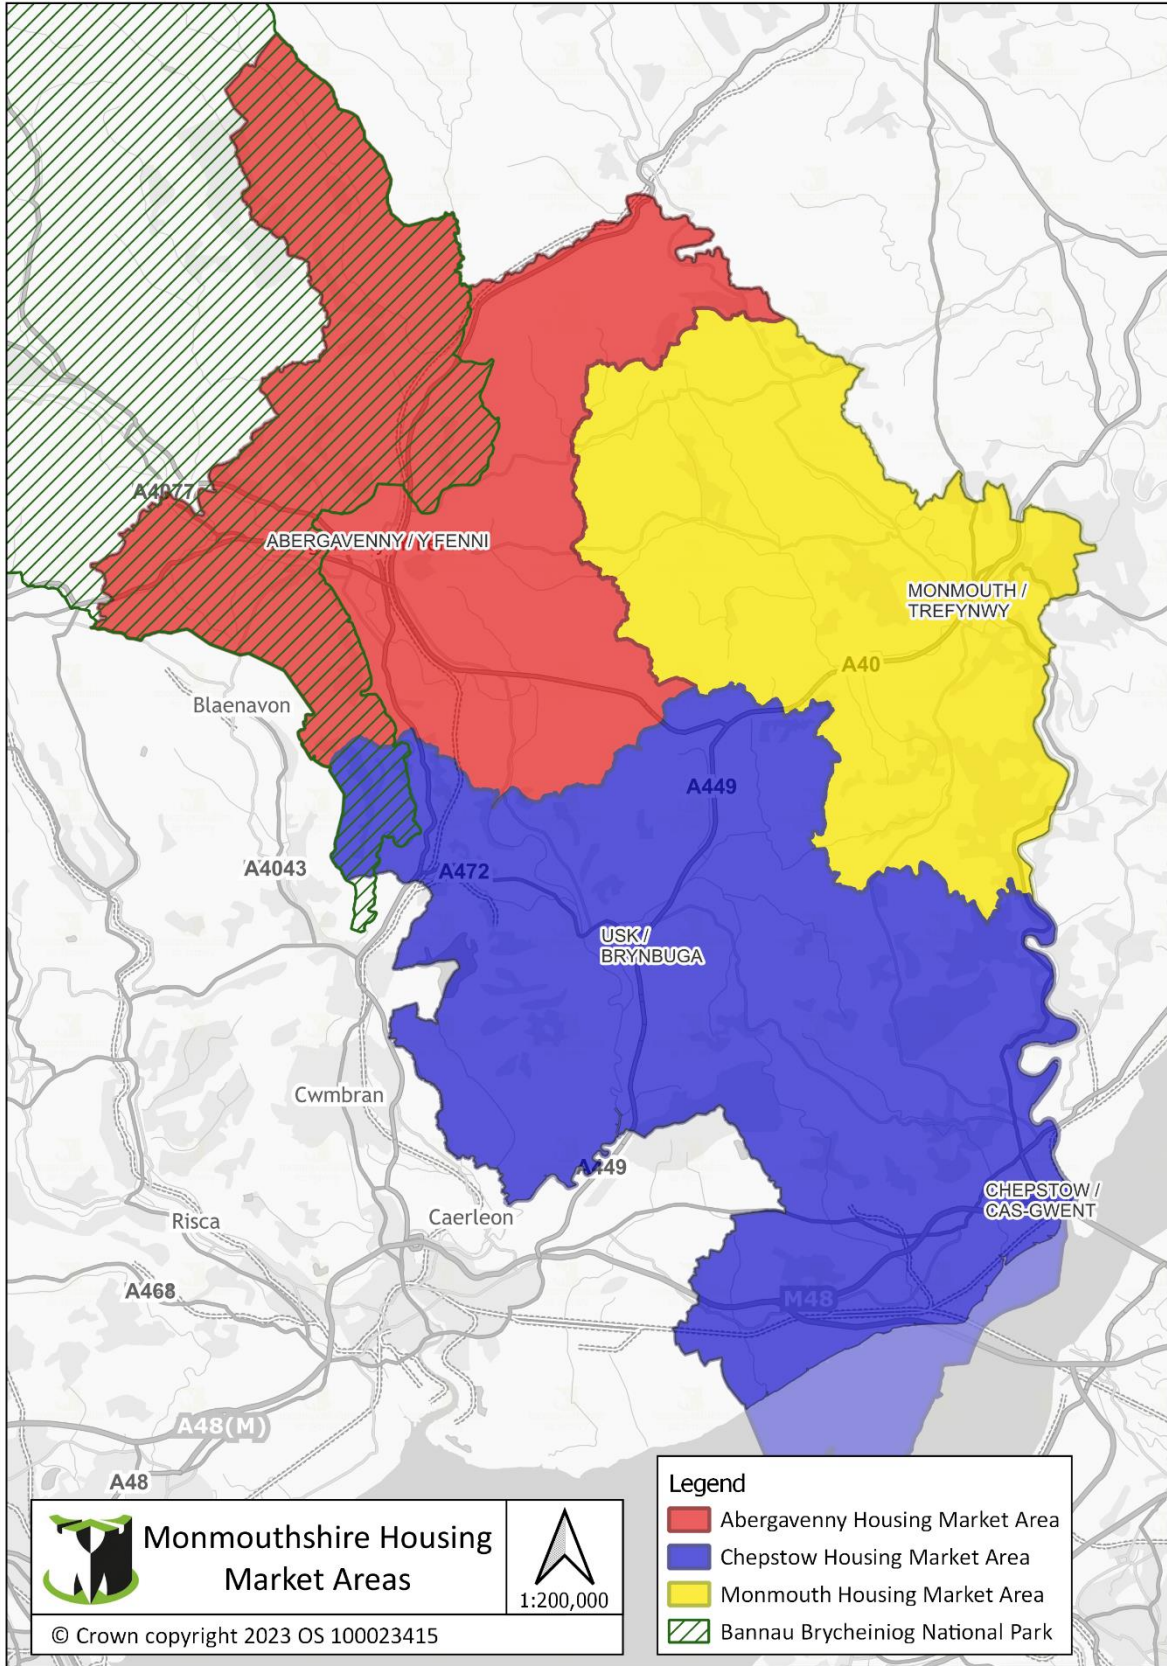 A4077
ABERGAVENNY / Y FENNI
MONMOUTH /
TREFYNWY
A40
Blaenavon
A449
A4043
A472
USK /
BRYNBUGA
Cwmbran
A449
CHEPSTOW /
CAS-GWENT
Risca
Caerleon
A468
M48
A48(M)
A48
Legend
Abergavenny Housing Market Area
Chepstow Housing Market Area
Monmouth Housing Market Area
Bannau Brycheiniog National Park
Monmouthshire Housing
Market Areas
1:200,000
© Crown copyright 2023 OS 100023415